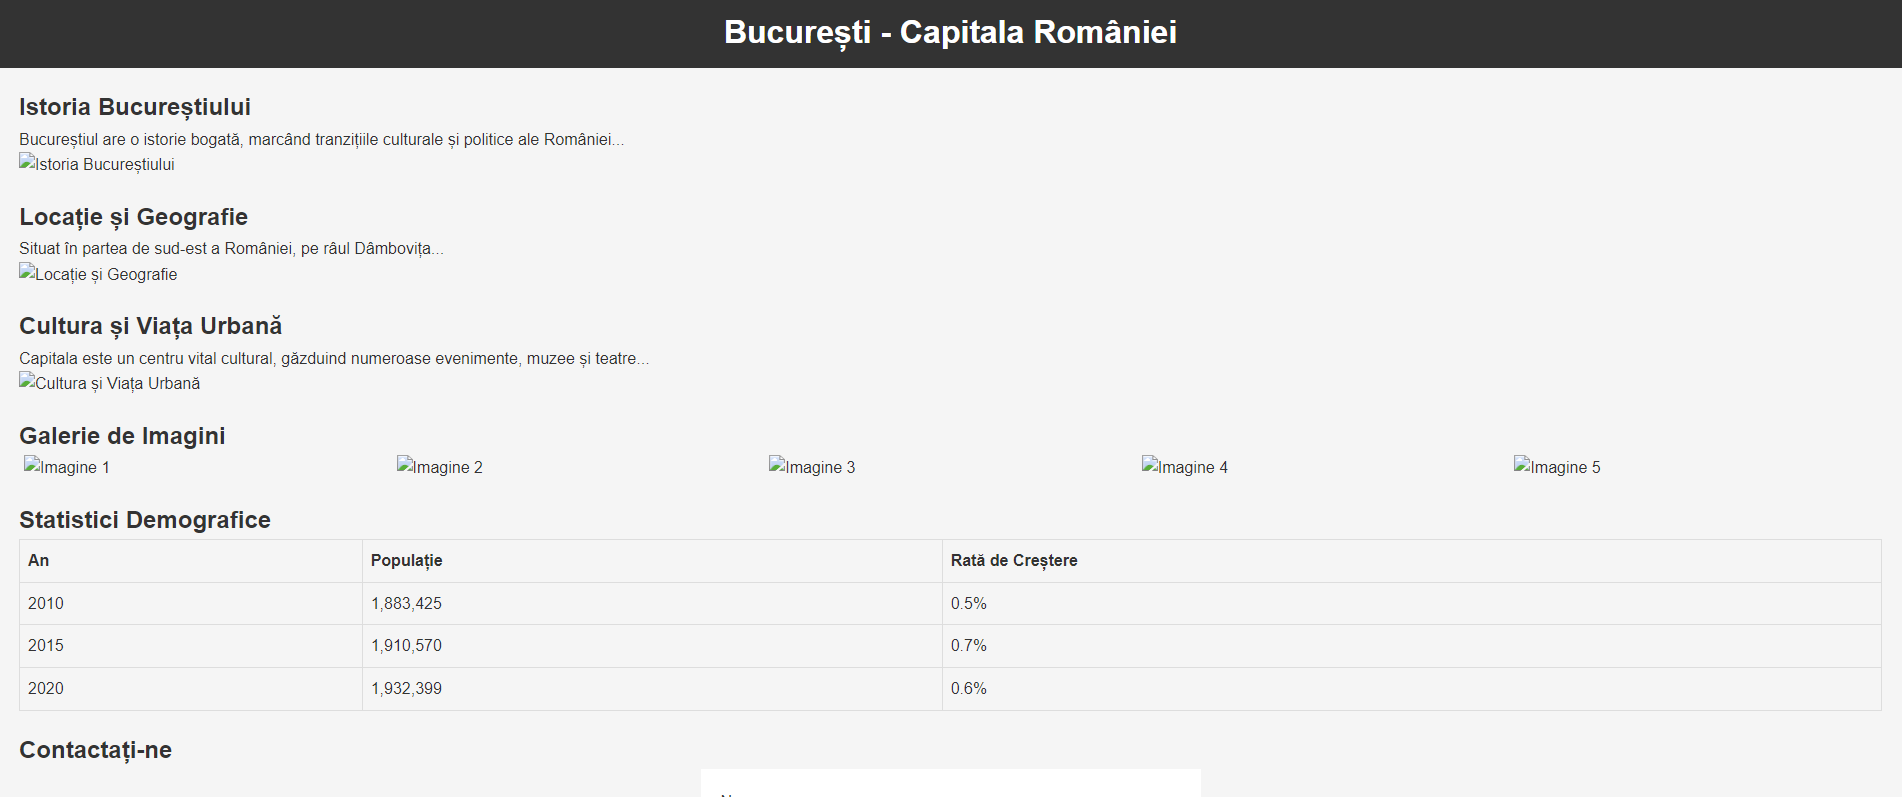 București - Capitala României
Istoria Bucureștiului
Bucureștiul are o istorie bogată, marcând tranzițiile culturale și politice ale României...
Istoria Bucureștiului
Locație și Geografie
Situat în partea de sud-est a României, pe râul Dâmbovița...
Locație și Geografie
Cultura și Viața Urbană
Capitala este un centru vital cultural, găzduind numeroase evenimente, muzee și teatre...
Cultura și Viața Urbană
Galerie de Imagini
Imagine 1 Imagine 2 Imagine 3 Imagine 4 Imagine 5
Statistici Demografice
An Populație Rată de Creștere
2010 1,883,425 0.5%
2015 1,910,570 0.7%
2020 1,932,399 0.6%
Contactați-ne